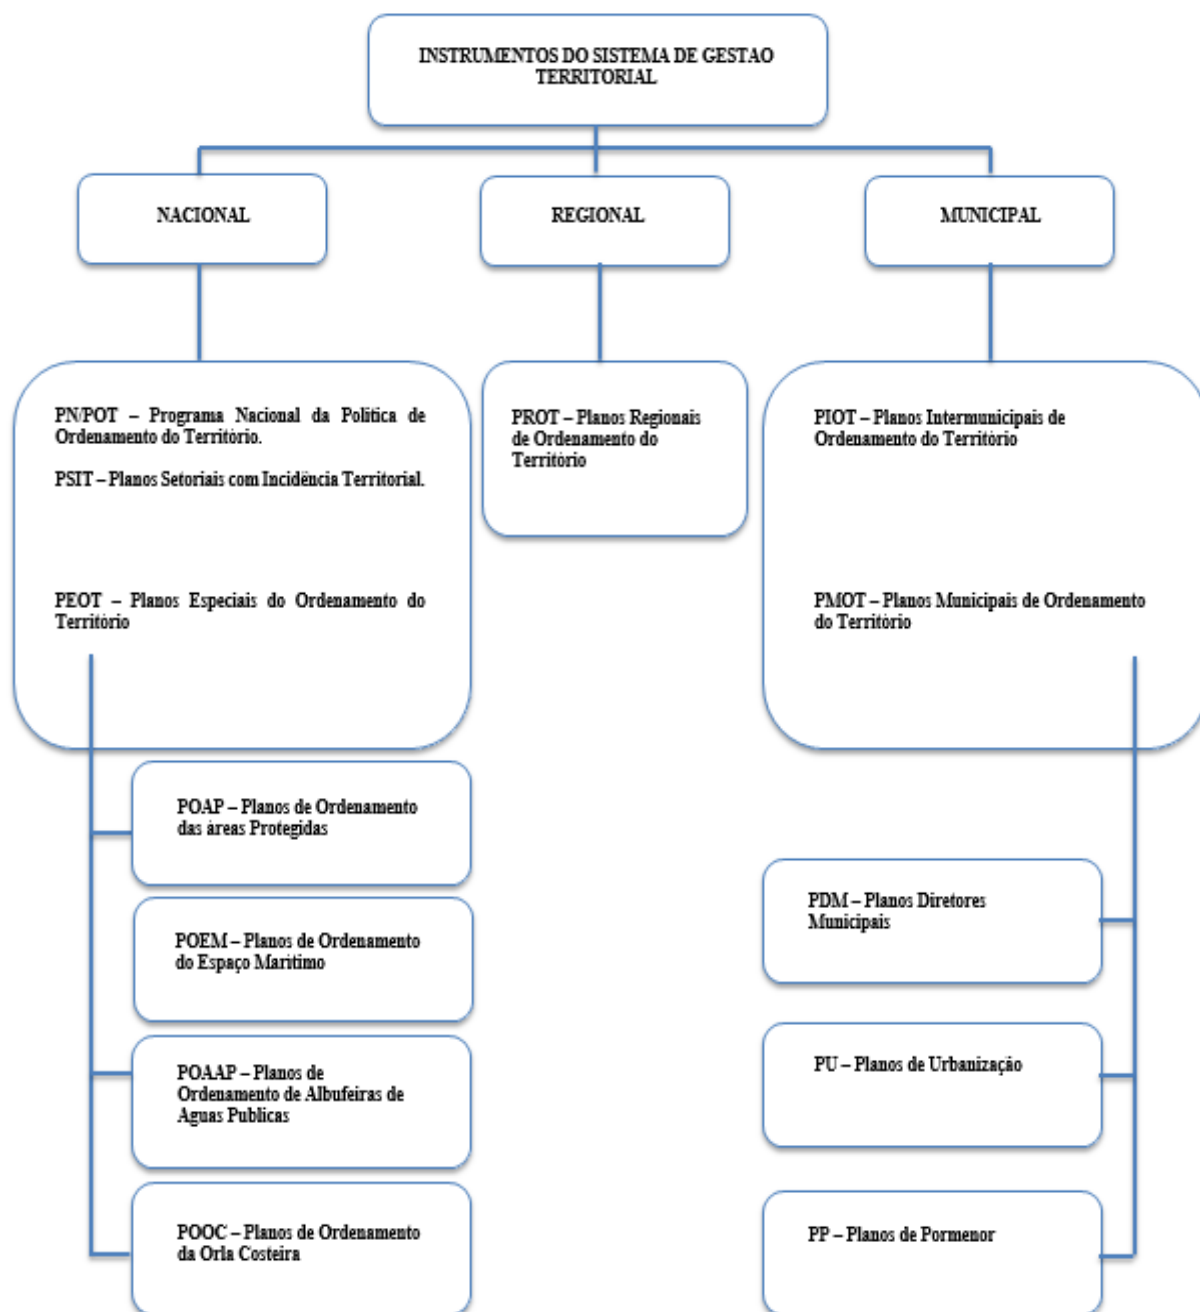 INSTRUMENTOS DO SISTEMA DE GESTAO
TERRITORIAL
NACIONAL
REGIONAL
MUNICIPAL
PN/POT – Programa Nacional da Politica de
Ordenamento do Território.
PSIT – Planos Setoriais com Incidência Territorial.
PEOT – Planos Especiais do Ordenamento do
Território
PROT – Planos Regionais
de Ordenamento do
Território
PIOT – Planos Intermunicipais de
Ordenamento do Território
PMOT – Planos Municipais de Ordenamento
do Território
POAP – Planos de Ordenamento
das àreas Protegidas
POEM – Planos de Ordenamento
do Espaço Maritimo
POAAP – Planos de
Ordenamento de Albufeiras de
Aguas Publicas
POOC – Planos de Ordenamento
da Orla Costeira
PDM – Planos Diretores
Municipais
PU – Planos de Urbanização
PP – Planos de Pormenor